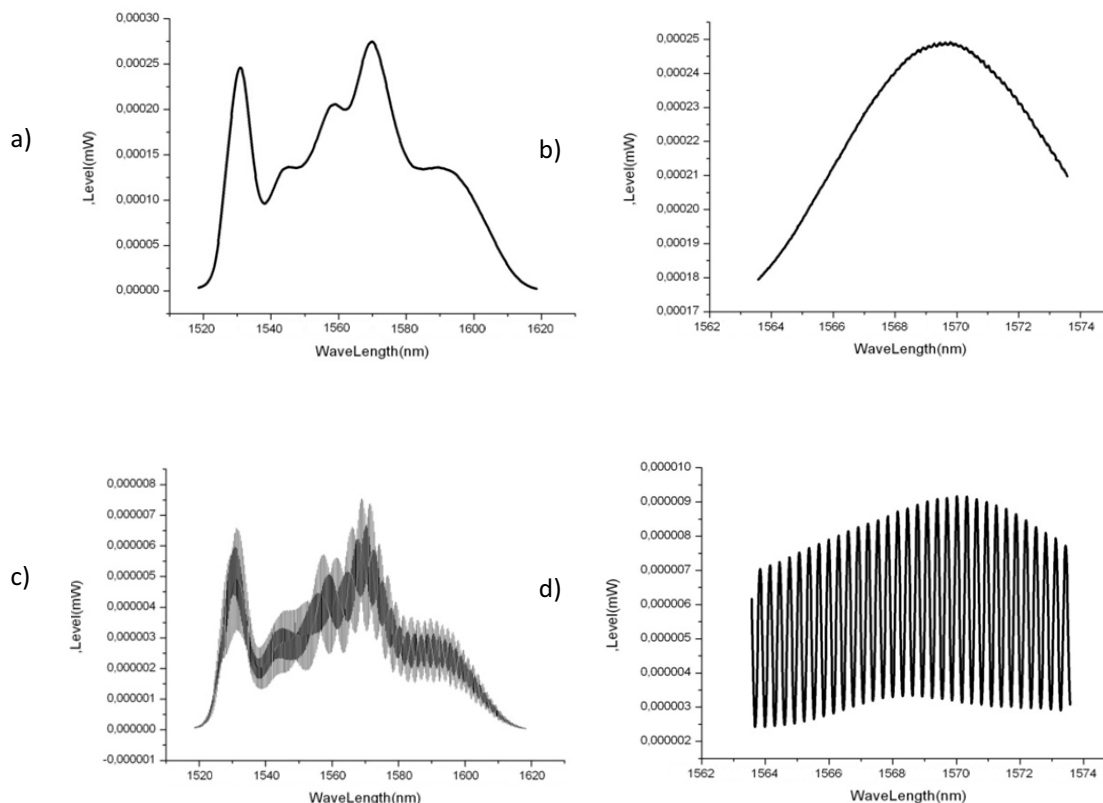 a)
,Level(mW)
0,00030
0,00025
0,00020
0,00015
0,00010
0,00005
0,00000
1520 1540 1560 1580 1600 1620
WaveLength(nm)
b)
,Level(mW)
0,00025
0,00024
0,00023
0,00022
0,00021
0,00020
0,00019
0,00018
0,00017
1562 1564 1566 1568 1570 1572 1574
WaveLength(nm)
c)
,Level(mW)
0,000008
0,000007
0,000006
0,000005
0,000004
0,000003
0,000002
0,000001
0,000000
-0,000001
1520 1540 1560 1580 1600 1620
WaveLength(nm)
d)
,Level(mW)
0,000010
0,000009
0,000008
0,000007
0,000006
0,000005
0,000004
0,000003
0,000002
1562 1564 1566 1568 1570 1572 1574
WaveLength(nm)